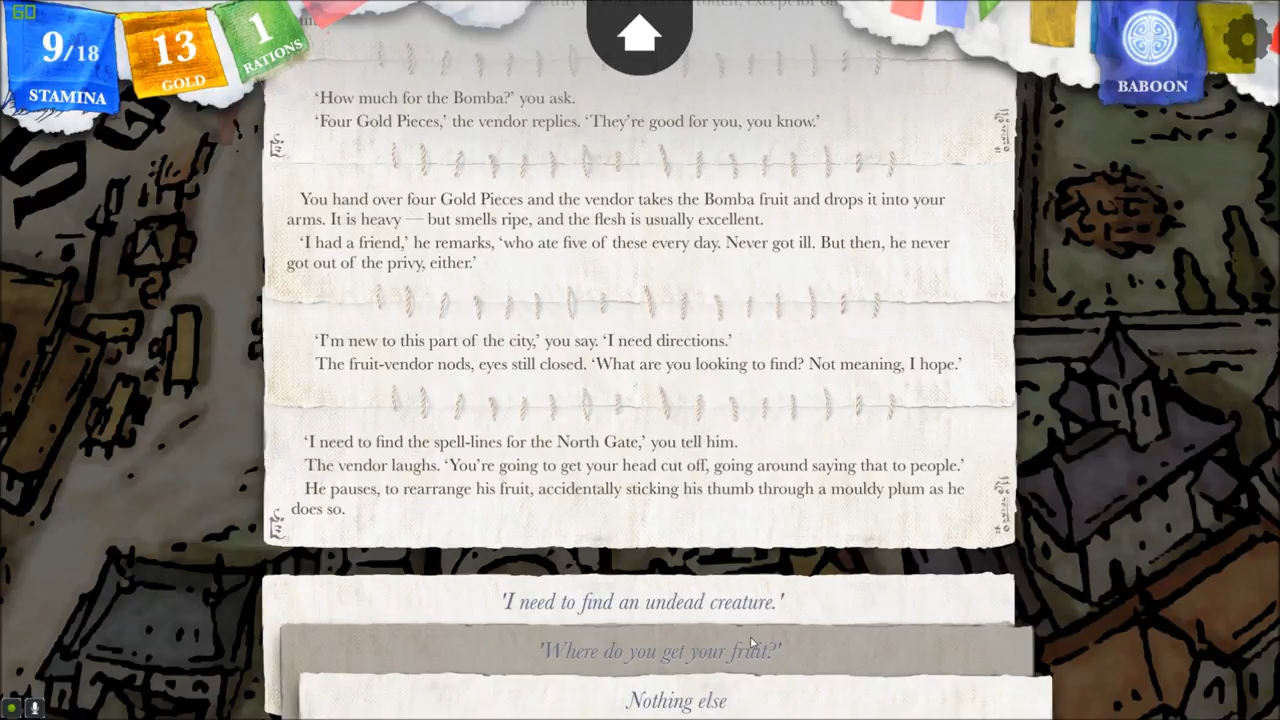 GO
9/18
STAMINA
13
GOLD
1
RATIONS
BABOON
‘How much for the Bomba?’ you ask.
‘Four Gold Pieces,’ the vendor replies. ‘They’re good for you, you know.’
You hand over four Gold Pieces and the vendor takes the Bomba fruit and drops it into your
arms. It is heavy — but smells ripe, and the flesh is usually excellent.
‘I had a friend,’ he remarks, ‘who ate five of these every day. Never got ill. But then, he never
got out of the privy, either.’
‘I’m new to this part of the city,’ you say. ‘I need directions.’
The fruit-vendor nods, eyes still closed. ‘What are you looking to find? Not meaning, I hope.’
‘I need to find the spell-lines for the North Gate,’ you tell him.
The vendor laughs. ‘You’re going to get your head cut off, going around saying that to people.’
He pauses, to rearrange his fruit, accidentally sticking his thumb through a mouldy plum as he
does so.
'I need to find an undead creature.'
'Where do you get your fruit?'
Nothing else